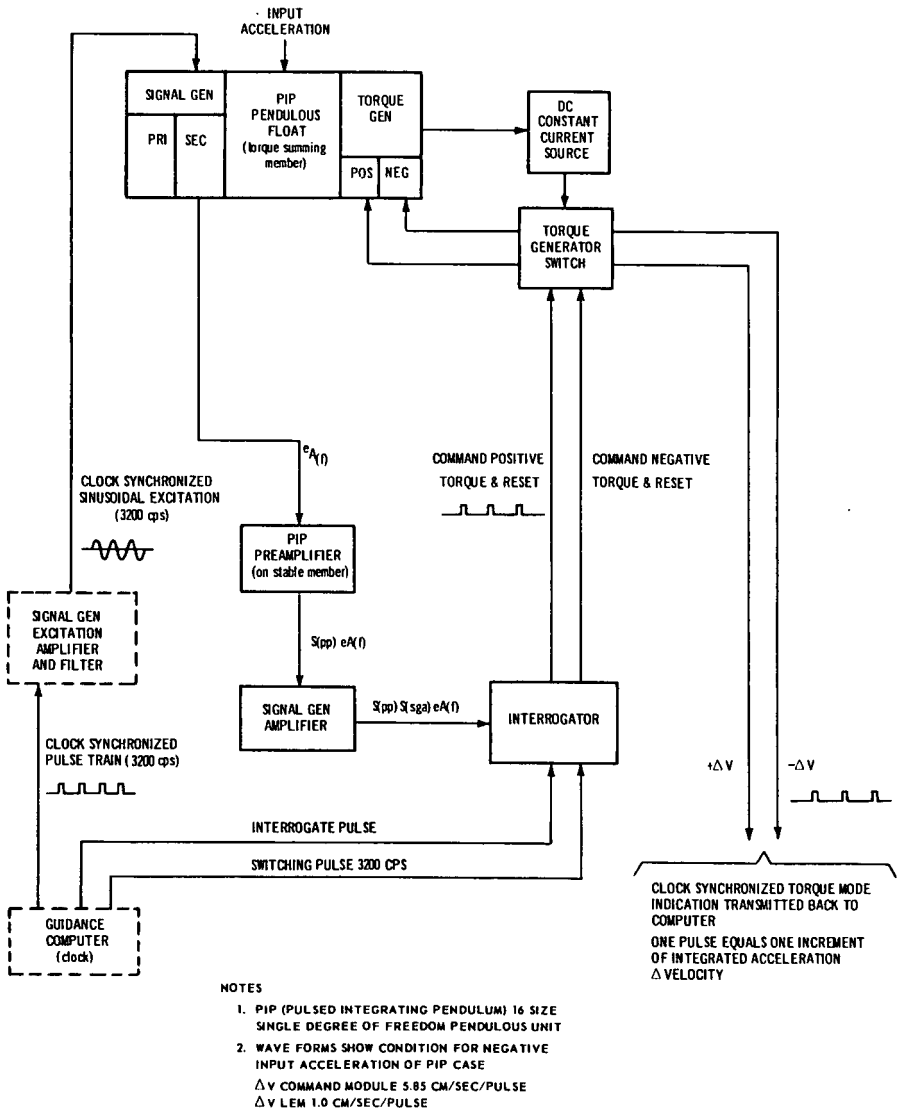 INPUT
ACCELERATION
SIGNAL GEN
PRI
SEC
PIP
PENDULOUS
FLOAT
(torque summing
member)
TORQUE
GEN
POS
NEG
DC
CONSTANT
CURRENT
SOURCE
TORQUE
GENERATOR
SWITCH
eA(f)
COMMAND POSITIVE
TORQUE & RESET
COMMAND NEGATIVE
TORQUE & RESET
CLOCK SYNCHRONIZED
SINUSOIDAL EXCITATION
(3200 cps)
PIP
PREAMPLIFIER
(on stable member)
SIGNAL GEN
EXCITATION
AMPLIFIER
AND FILTER
S(pp) eA(f)
SIGNAL GEN
AMPLIFIER
S(pp) S(sga) eA(f)
INTERROGATOR
CLOCK SYNCHRONIZED
PULSE TRAIN (3200 cps)
+ΔV
-ΔV
INTERROGATE PULSE
SWITCHING PULSE 3200 CPS
GUIDANCE
COMPUTER
(clock)
CLOCK SYNCHRONIZED TORQUE MODE
INDICATION TRANSMITTED BACK TO
COMPUTER
ONE PULSE EQUALS ONE INCREMENT
OF INTEGRATED ACCELERATION
Δ VELOCITY
NOTES
1. PIP (PULSED INTEGRATING PENDULUM) 16 SIZE
SINGLE DEGREE OF FREEDOM PENDULOUS UNIT
2. WAVE FORMS SHOW CONDITION FOR NEGATIVE
INPUT ACCELERATION OF PIP CASE
Δ V COMMAND MODULE 5.85 CM/SEC/PULSE
Δ V LEM 1.0 CM/SEC/PULSE